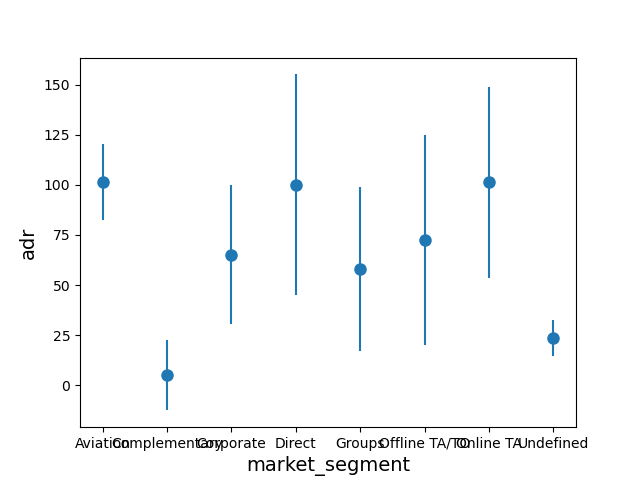 150
125
100
75
50
25
0
adr
Aviation Complementary Corporate Direct Groups Offline TA/TO Online TA Undefined
market_segment